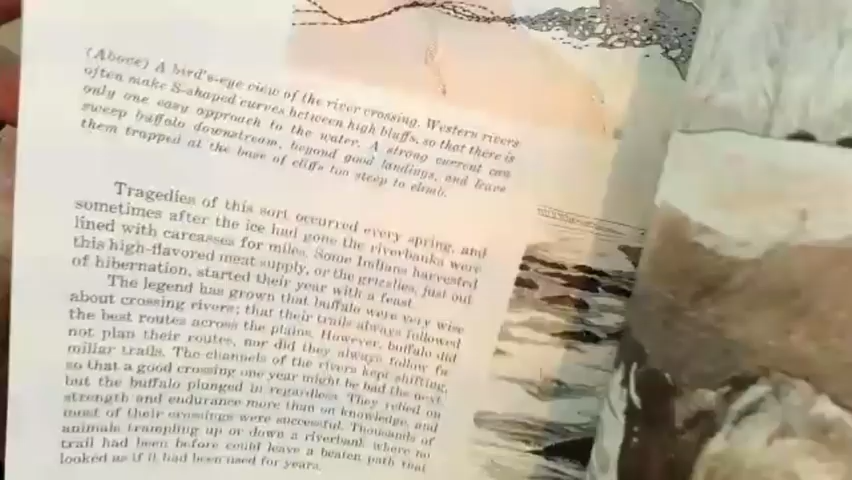 (Above) A bird's-eye view of the river crossing. Western rivers
often make S-shaped curves between high bluffs, so that there is
only one easy approach to the water. A strong current can
sweep buffalo downstream, beyond good landings, and leave
them trapped at the base of cliffs too steep to climb.
Tragedies of this sort occurred every spring, and
sometimes after the ice had gone the riverbanks were
lined with carcasses for miles. Some Indians harvested
this high-flavored meat supply, or the grizzlies, just out
of hibernation, started their year with a feast.
The legend has grown that buffalo were very wise
about crossing rivers; that their trails always followed
the best routes across the plains. However, buffalo did
not plan their routes, nor did they always follow fa-
miliar trails. The channels of the rivers kept shifting,
so that a good crossing one year might be bad the next,
but the buffalo plunged in regardless. They relied on
strength and endurance more than on knowledge, and
most of their crossings were successful. Thousands of
animals trampling up or down a riverbank where no
trail had been before could leave a beaten path that
looked as if it had been used for years.